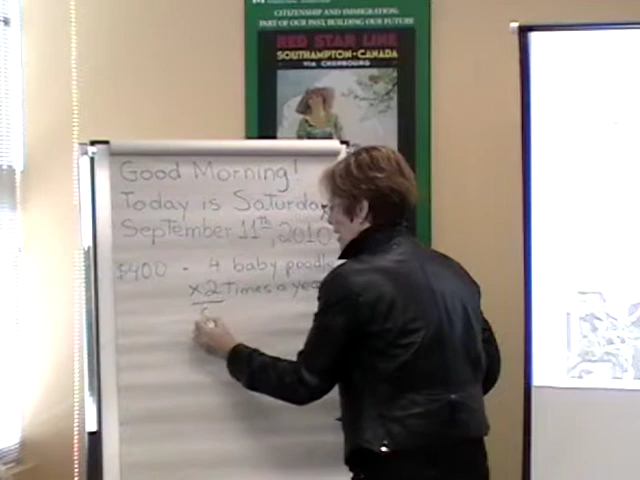 CITIZENSHIP AND IMMIGRATION:
PART OF OUR PAST, BUILDING OUR FUTURE
RED STAR LINE
SOUTHAMPTON-CANADA
VIA CHERBOURG
Good Morning!
Today is Saturday
September 11th, 2010
$400 - 4 baby poodle
x2 Times a year